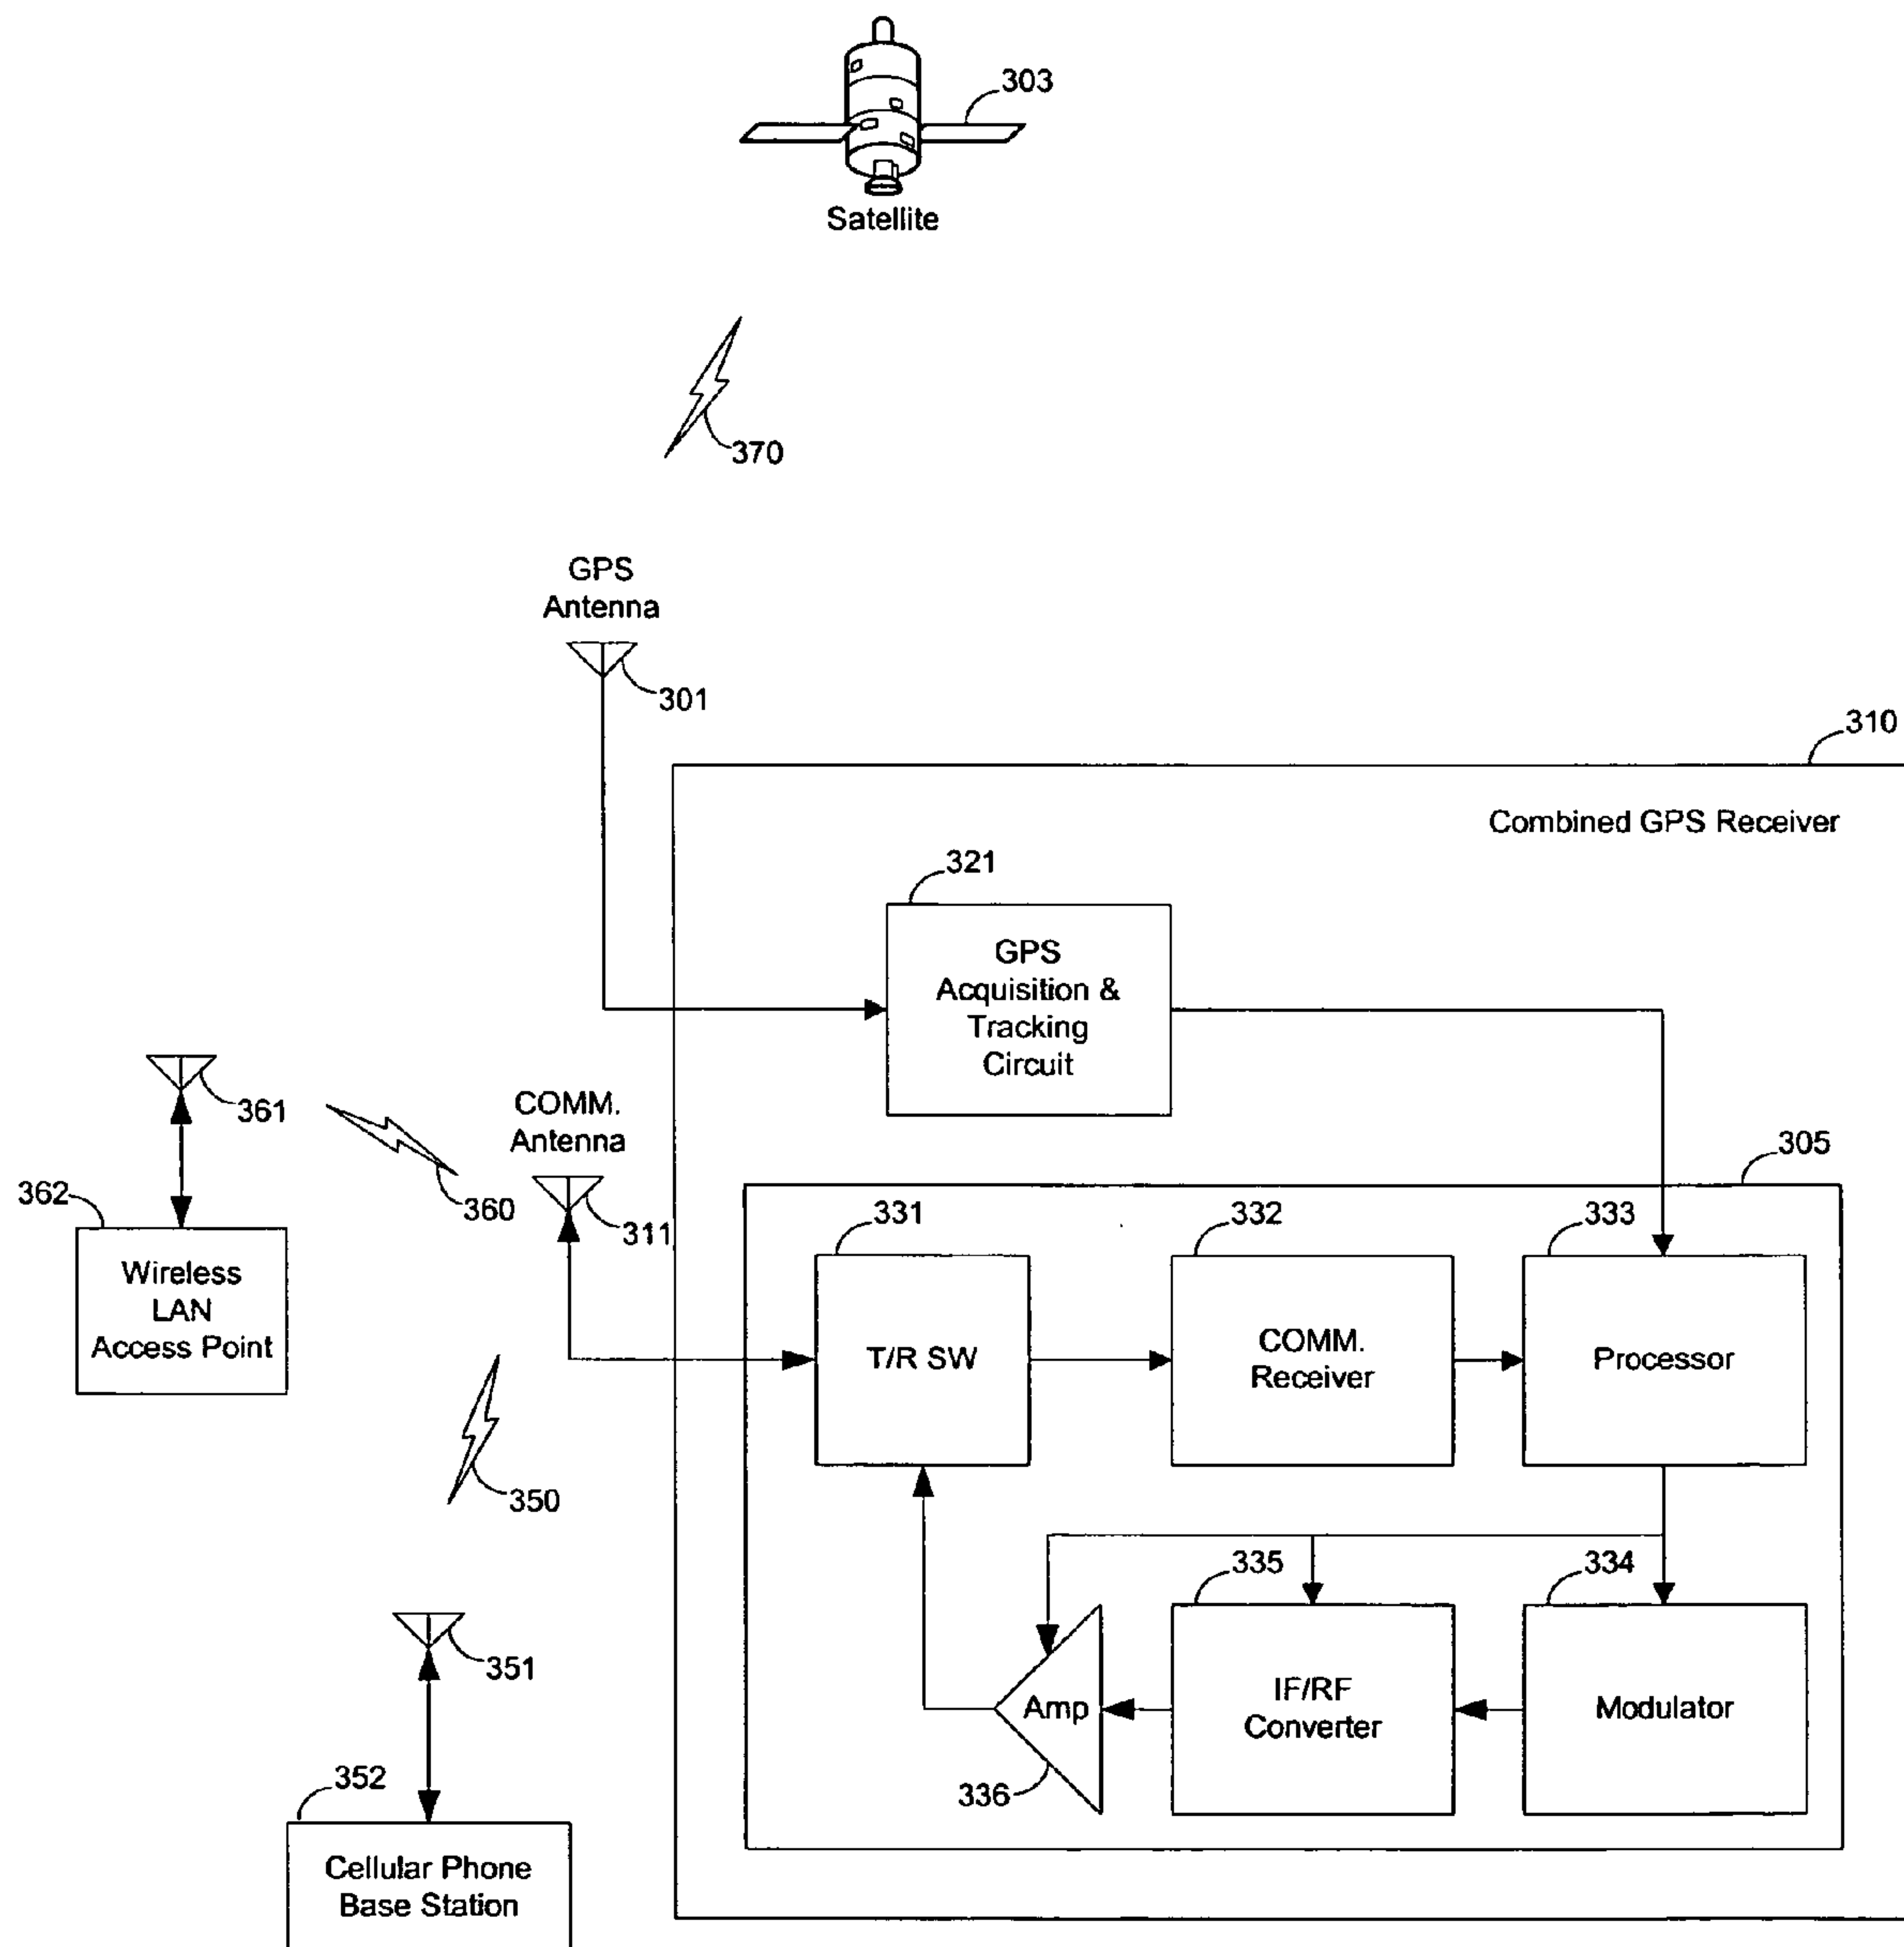 303
Satellite
370
GPS
Antenna
301
310
Combined GPS Receiver
321
GPS
Acquisition &
Tracking
Circuit
361
COMM.
Antenna
360
311
362
Wireless
LAN
Access Point
305
331
T/R SW
332
COMM.
Receiver
333
Processor
350
351
352
Cellular Phone
Base Station
336
Amp
335
IF/RF
Converter
334
Modulator